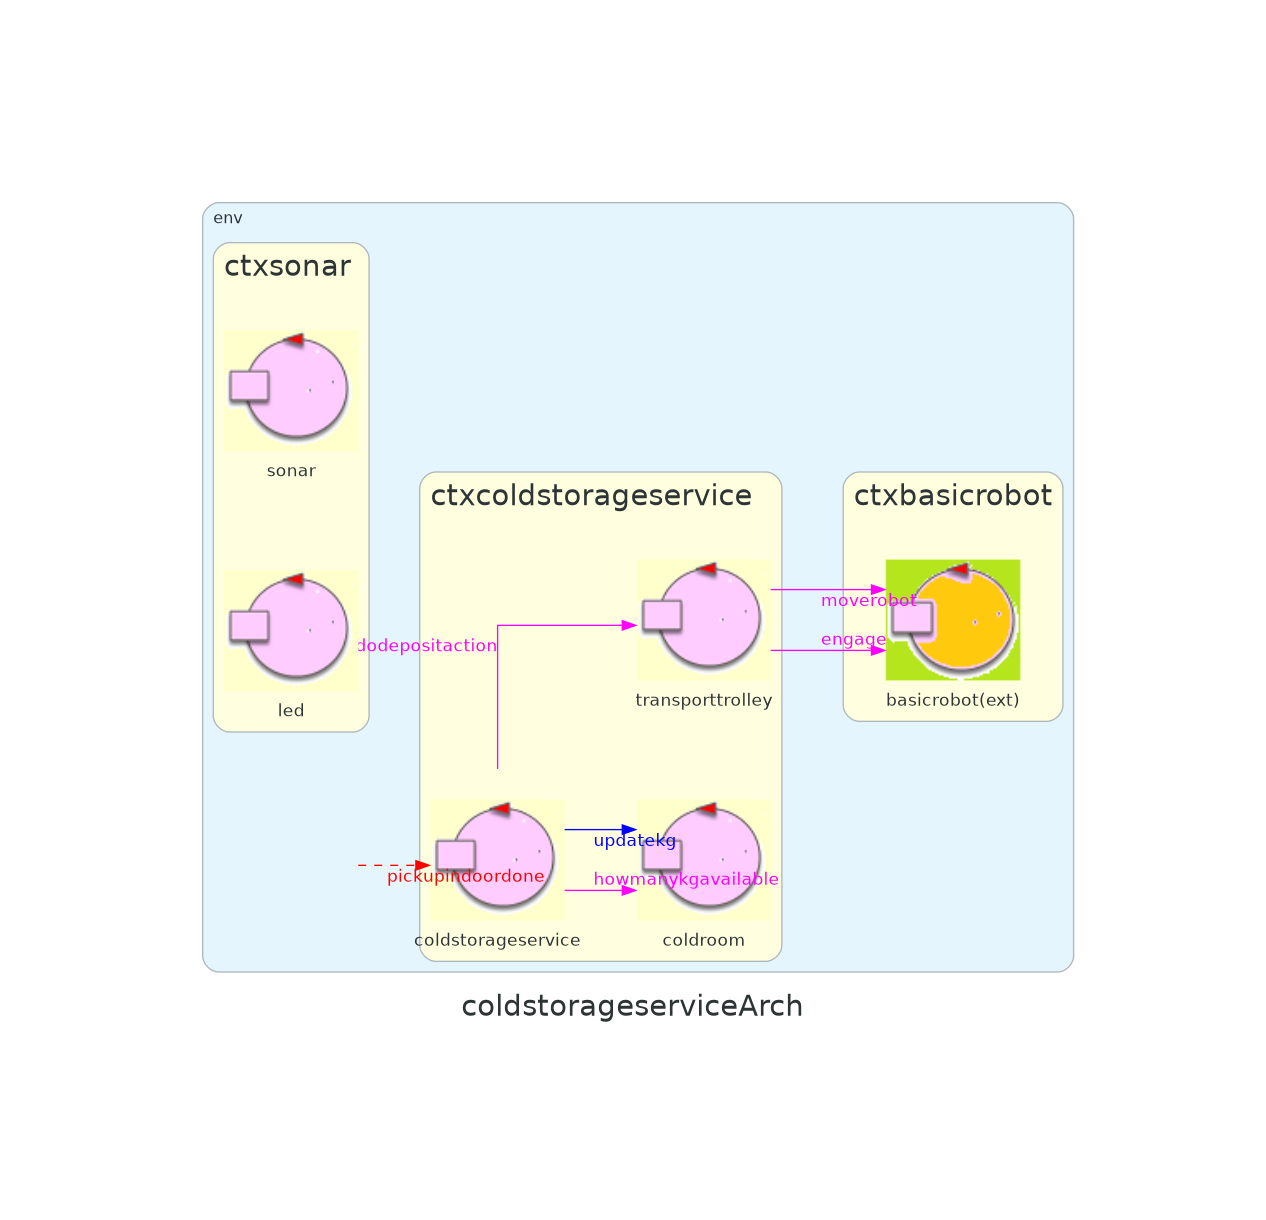 env
ctxsonar
sonar
led
ctxcoldstorageservice
ctxbasicrobot
moverobot
engage
dodepositaction
transporttrolley
basicrobot(ext)
updatekg
pickupindoordone
howmanykgavailable
coldstorageservice
coldroom
coldstorageserviceArch